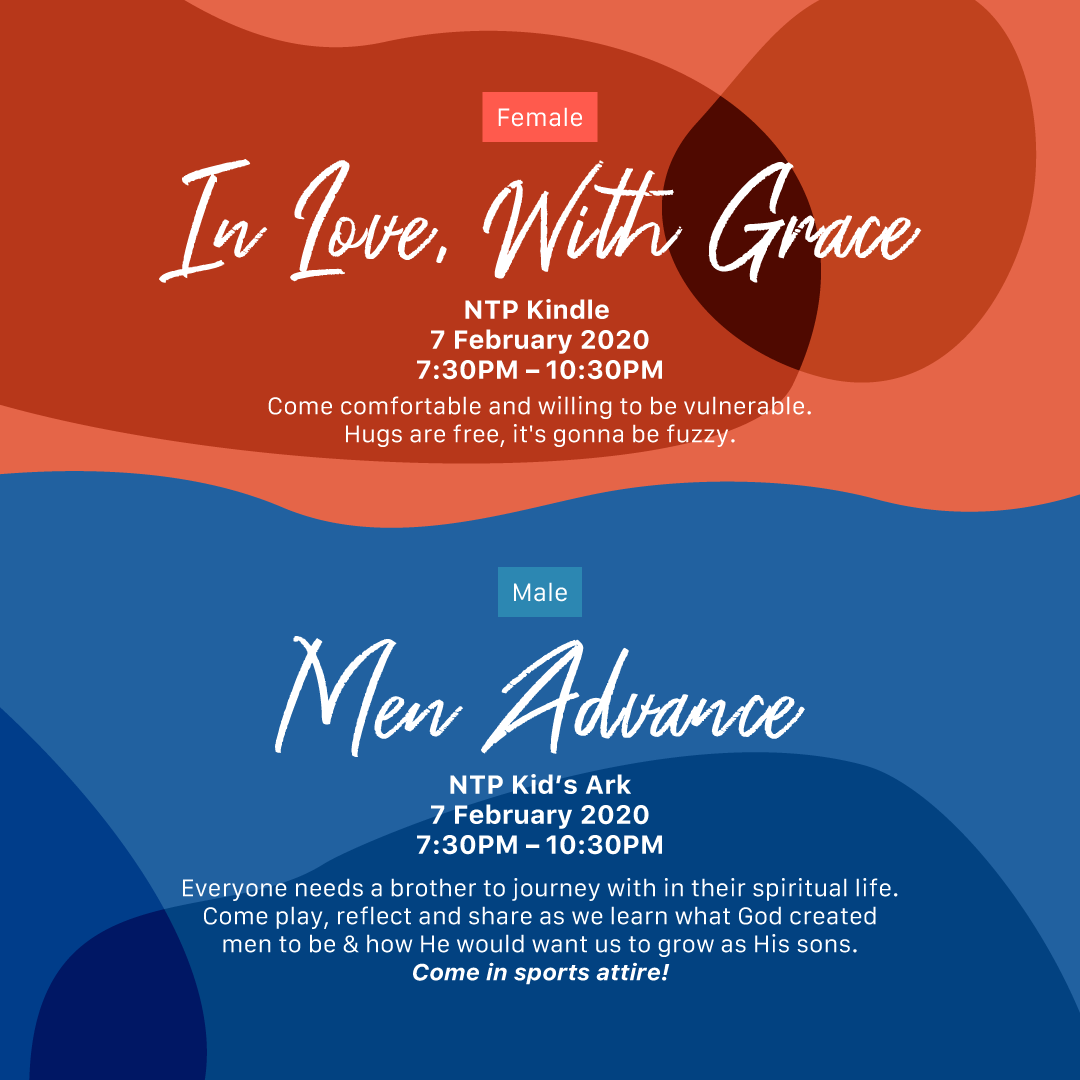 Female
In Love, With Grace
NTP Kindle
7 February 2020
7:30PM – 10:30PM
Come comfortable and willing to be vulnerable.
Hugs are free, it's gonna be fuzzy.
Male
Men Advance
NTP Kid’s Ark
7 February 2020
7:30PM – 10:30PM
Everyone needs a brother to journey with in their spiritual life.
Come play, reflect and share as we learn what God created
men to be & how He would want us to grow as His sons.
Come in sports attire!